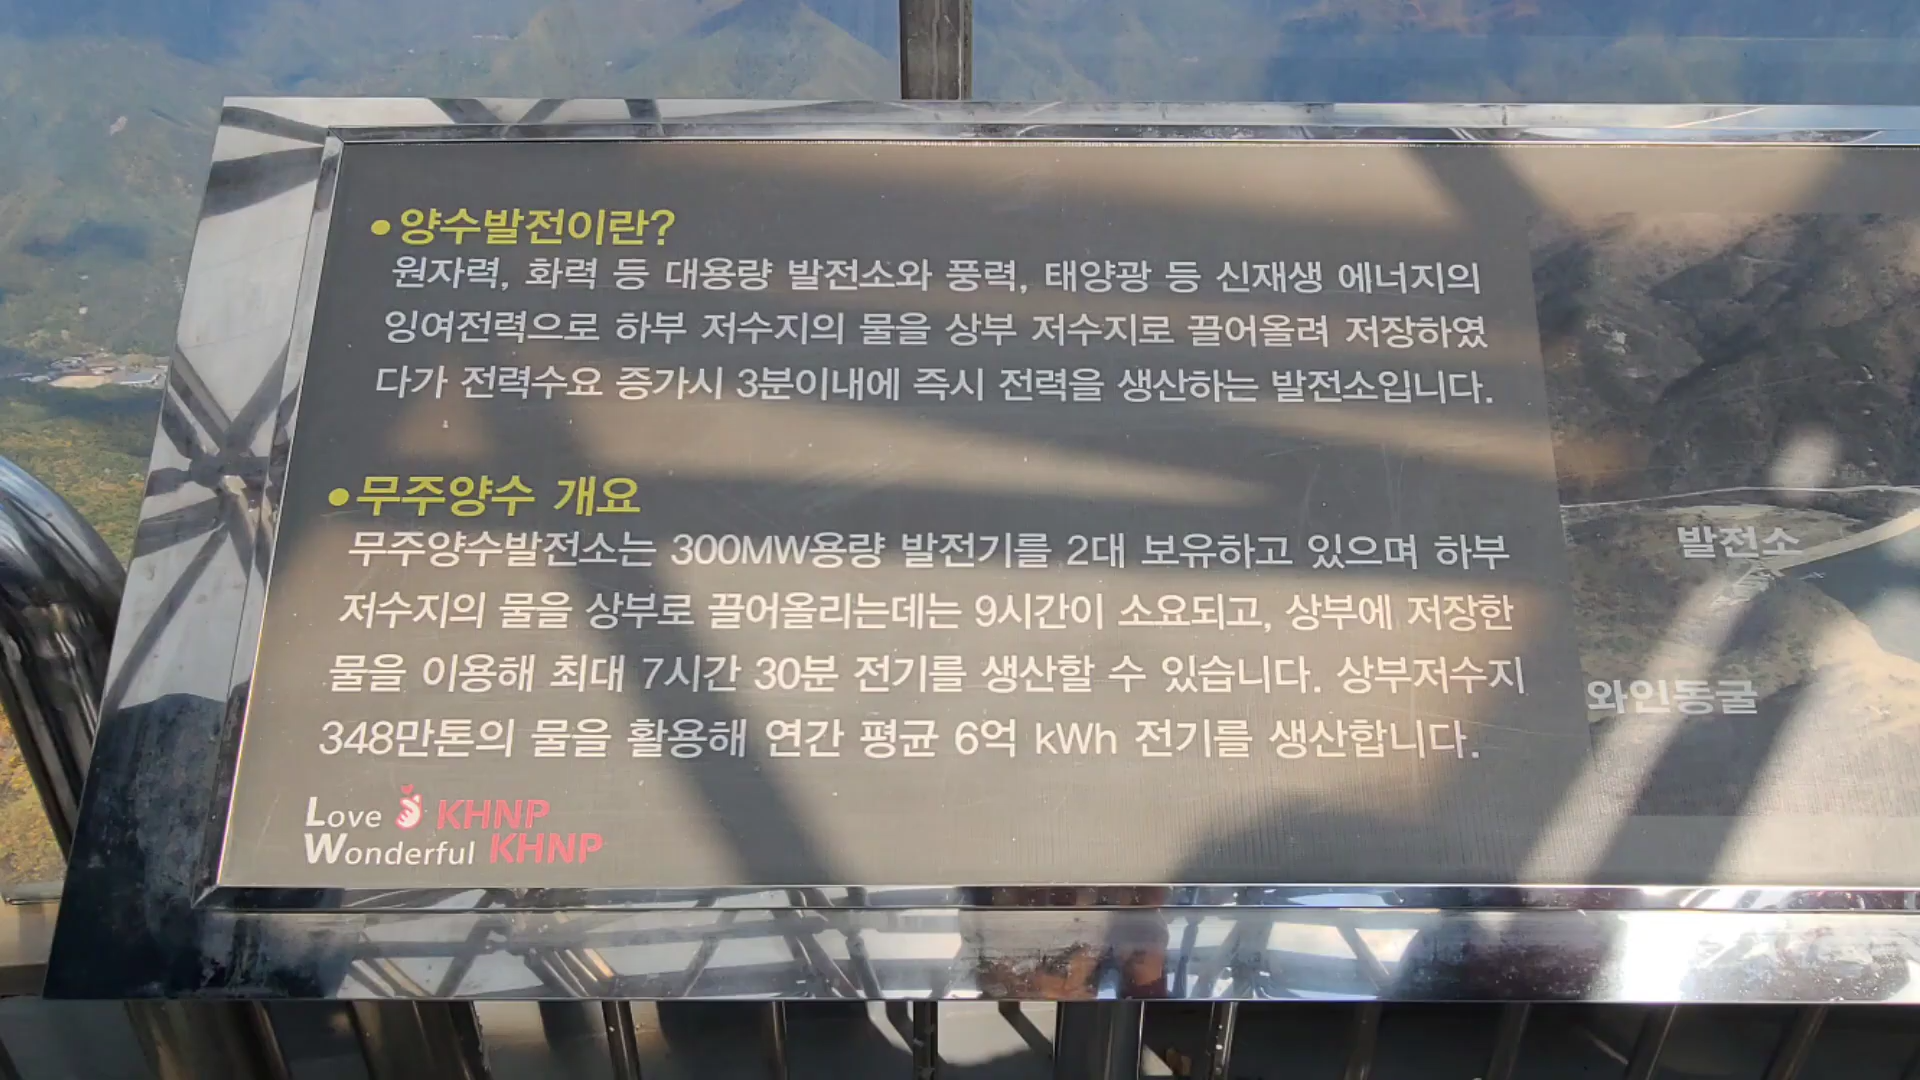 •양수발전이란?
원자력, 화력 등 대용량 발전소와 풍력, 태양광 등 신재생 에너지의
잉여전력으로 하부 저수지의 물을 상부 저수지로 끌어올려 저장하였
다가 전력수요 증가시 3분이내에 즉시 전력을 생산하는 발전소입니다.
•무주양수 개요
무주양수발전소는 300MW용량 발전기를 2대 보유하고 있으며 하부
저수지의 물을 상부로 끌어올리는데는 9시간이 소요되고, 상부에 저장한
물을 이용해 최대 7시간 30분 전기를 생산할 수 있습니다. 상부저수지
348만톤의 물을 활용해 연간 평균 6억 kWh 전기를 생산합니다.
Love KHNP
Wonderful KHNP
발전소
와인동굴